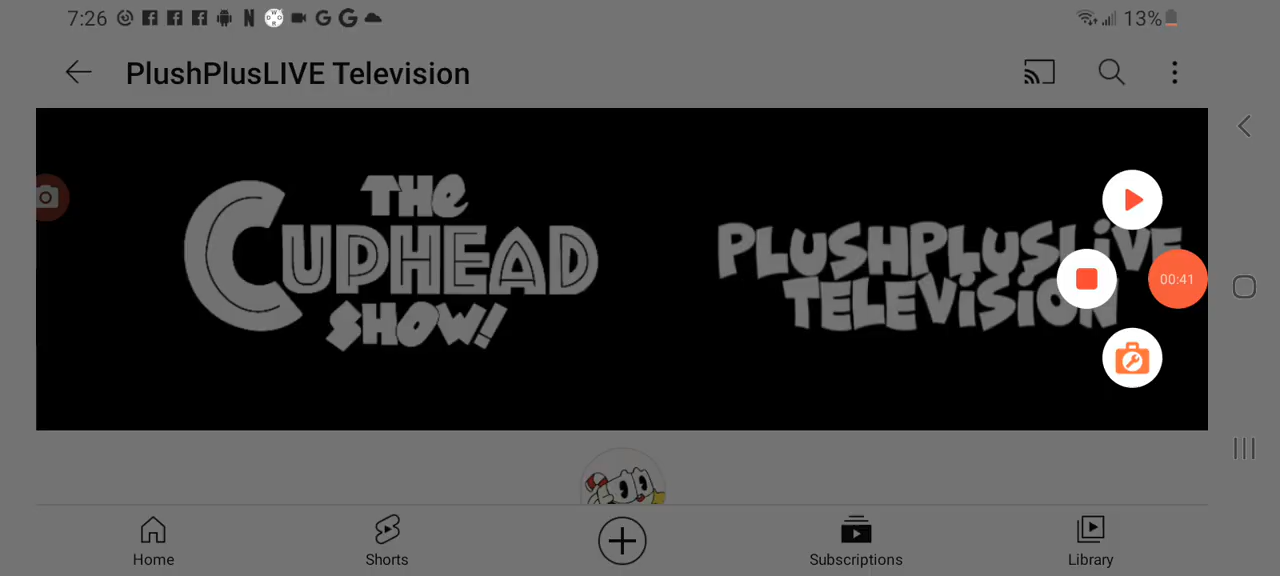 7:26
13%
PlushPlusLIVE Television
THE
CUPHEAD
SHOW!
PLUSHPLUSLiVE
TELEViSiON
00:41
Home
Shorts
Subscriptions
Library